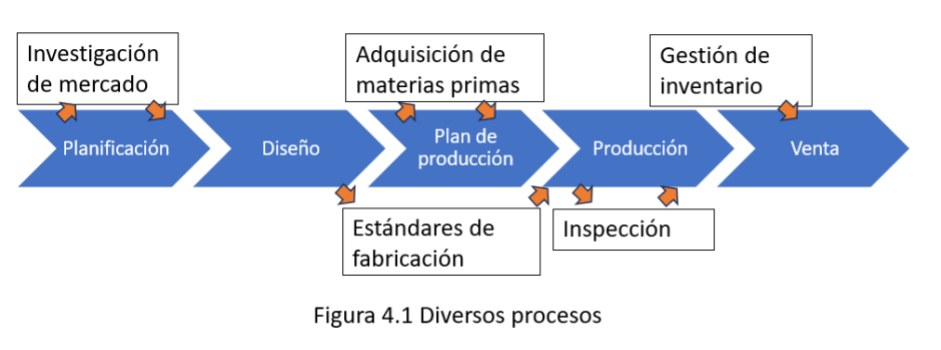 Investigación
de mercado
Adquisición de
materias primas
Gestión de
inventario
Planificación
Diseño
Plan de
producción
Producción
Venta
Estándares de
fabricación
Inspección
Figura 4.1 Diversos procesos